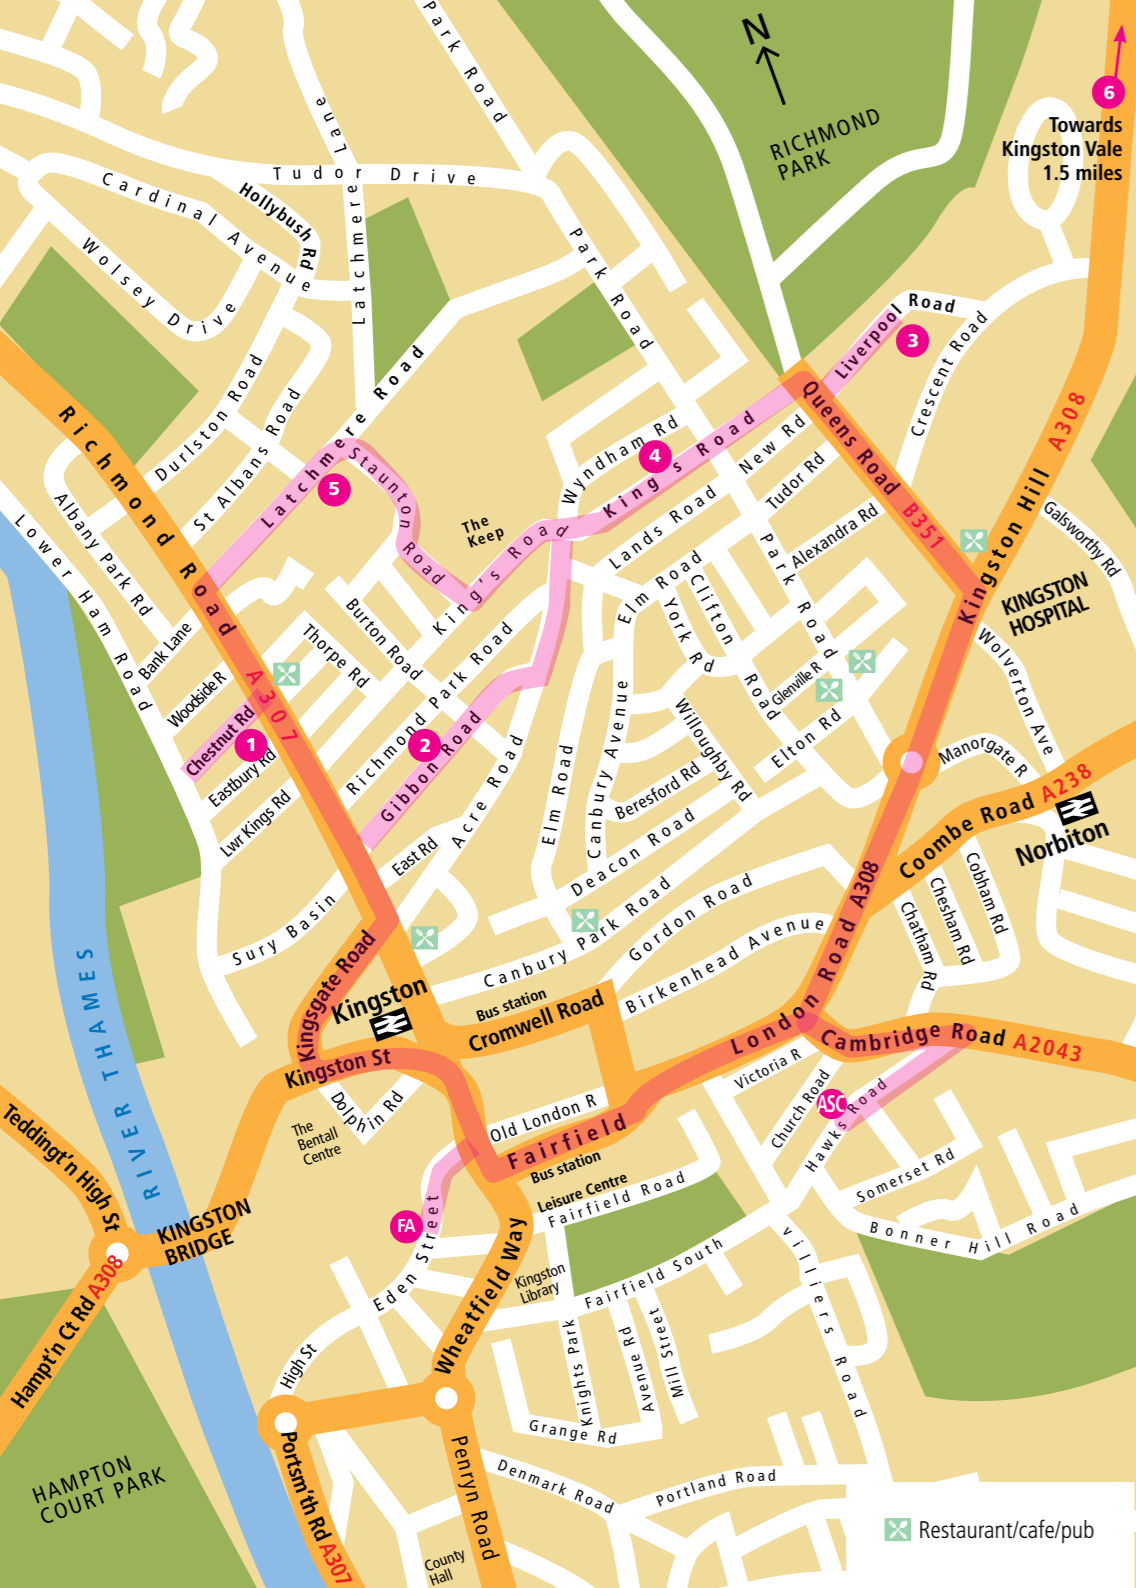 Park Road
N
RICHMOND
PARK
6
Towards
Kingston Vale
1.5 miles
Latchmere Lane
Tudor Drive
Cardinal Avenue
Hollybush Rd
Wolsey Drive
Park Road
Liverpool Road
3
Crescent Road
Latchmere Road
Durlston Road
St Albans Road
Richmond Road
A307
Queens Road
B351
Kingston Hill
A308
Wyndham Rd
4
King's Road
New Rd
Tudor Rd
Lands Road
Alexandra Rd
Galsworthy Rd
5
Staunton Road
The
Keep
Albany Park Rd
Lower Ham Road
KINGSTON
HOSPITAL
Park Road
Elm Road
Clifton Road
York Rd
Burton Road
Thorpe Rd
Bank Lane
Woodside R
Chestnut Rd
1
Eastbury Rd
Lwr Kings Rd
Richmond Park Road
2
Gibbon Road
Glenville R
Elton Rd
Wolverton Ave
Manorgate R
Willoughby Rd
Beresford Rd
Canbury Avenue
Elm Road
Acre Road
East Rd
Deacon Road
Coombe Road A238
Norbiton
Cobham Rd
Chesham Rd
Chatham Rd
Sury Basin
Canbury Park Road
Gordon Road
Birkenhead Avenue
London Road A308
Kingsgate Road
Kingston
Bus station
Cromwell Road
Kingston St
Cambridge Road A2043
RIVER THAMES
Victoria R
Dolphin Rd
The
Bentall
Centre
Old London R
Fairfield
Bus station
Church Road
ASC
Hawks Road
Teddingt'n High St
KINGSTON
BRIDGE
FA
Eden Street
Leisure Centre
Fairfield Road
Somerset Rd
Bonner Hill Road
Villiers Road
Hampt'n Ct Rd A308
Wheatfield Way
Kingston
Library
Fairfield South
High St
Knights Park
Avenue Rd
Mill Street
Grange Rd
HAMPTON
COURT PARK
Portsm'th Rd A307
Penryn Road
Denmark Road
Portland Road
County
Hall
Restaurant/cafe/pub